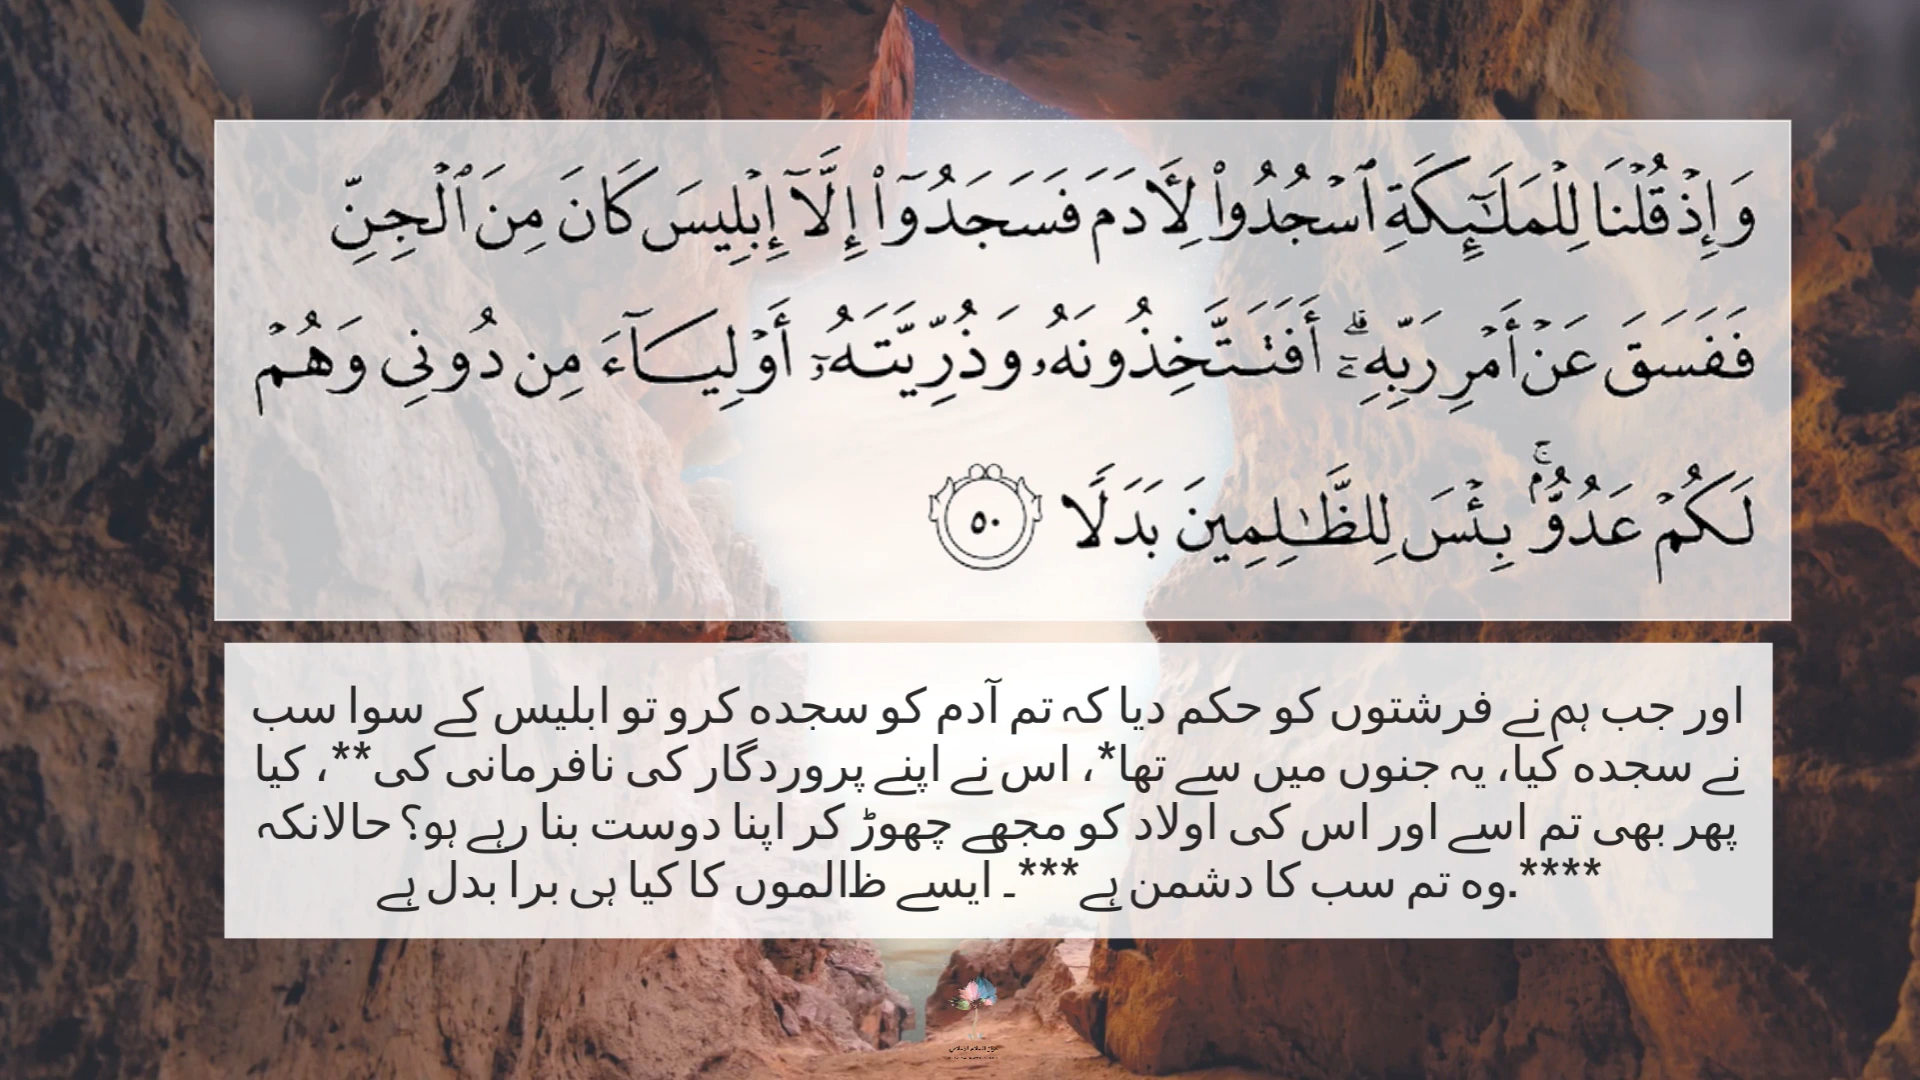 وَإِذۡ قُلۡنَا لِلۡمَلَـٰٓئِكَةِ ٱسۡجُدُواْ لِأَدَمَ فَسَجَدُوٓاْ إِلَّآ إِبۡلِيسَ كَانَ مِنَ ٱلۡجِنِّ
فَفَسَقَ عَنۡ أَمۡرِ رَبِّهِۦٓۗ أَفَتَتَّخِذُونَهُۥ وَذُرِّيَّتَهُۥٓ أَوۡلِيَآءَ مِن دُونِى وَهُمۡ
لَكُمۡ عَدُوُّۢۚ بِئۡسَ لِلظَّـٰلِمِينَ بَدَلًا ٥٠
اور جب ہم نے فرشتوں کو حکم دیا کہ تم آدم کو سجدہ کرو تو ابلیس کے سوا سب
نے سجدہ کیا، یہ جنوں میں سے تھا*، اس نے اپنے پروردگار کی نافرمانی کی**، کیا
پھر بھی تم اسے اور اس کی اولاد کو مجھے چھوڑ کر اپنا دوست بنا رہے ہو؟ حالانکہ
****.وہ تم سب کا دشمن ہے***۔ ایسے ظالموں کا کیا ہی برا بدل ہے